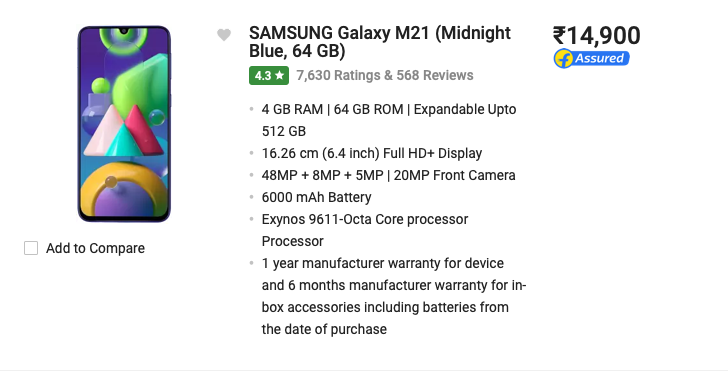 SAMSUNG Galaxy M21 (Midnight
Blue, 64 GB)
4.3 ★ 7,630 Ratings & 568 Reviews
4 GB RAM | 64 GB ROM | Expandable Upto
512 GB
16.26 cm (6.4 inch) Full HD+ Display
48MP + 8MP + 5MP | 20MP Front Camera
6000 mAh Battery
Exynos 9611-Octa Core processor
Processor
1 year manufacturer warranty for device
and 6 months manufacturer warranty for in-
box accessories including batteries from
the date of purchase
₹14,900
f Assured
Add to Compare